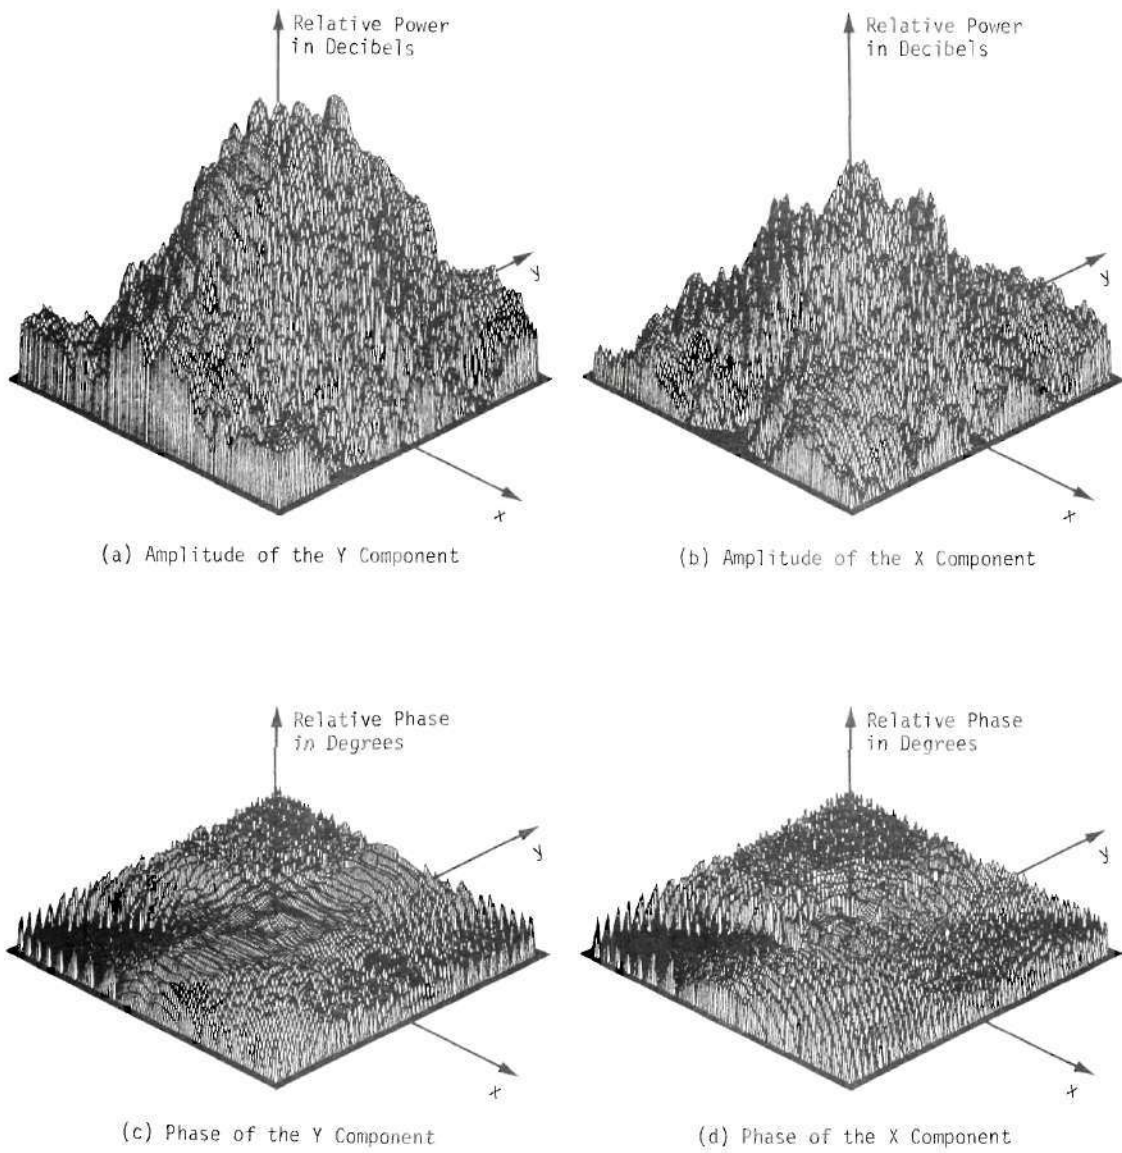 Relative Power
in Decibels
y
x
(a) Amplitude of the Y Component
Relative Power
in Decibels
y
x
(b) Amplitude of the X Component
Relative Phase
in Degrees
y
x
(c) Phase of the Y Component
Relative Phase
in Degrees
y
x
(d) Phase of the X Component